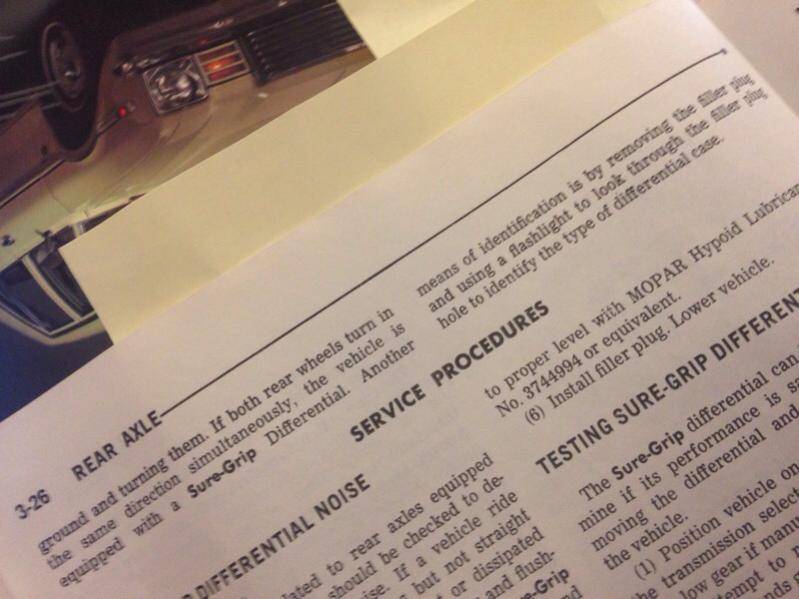 3-26 REAR AXLE
ground and turning them. If both rear wheels turn in
the same direction simultaneously, the vehicle is
equipped with a Sure-Grip Differential. Another
means of identification is by removing the filler plug
and using a flashlight to look through the filler plug
hole to identify the type of differential case.
SERVICE PROCEDURES
DIFFERENTIAL NOISE
to rear axles equipped
should be checked to de-
If a vehicle ride
but not straight
or dissipated
and flush-
-Grip
to proper level with MOPAR Hypoid Lubrican
No. 3744994 or equivalent.
(6) Install filler plug. Lower vehicle.
TESTING SURE-GRIP DIFFERENT
The Sure-Grip differential can
mine if its performance is
moving the differential and
the vehicle.
(1) Position vehicle on
the transmission select
low gear if manu